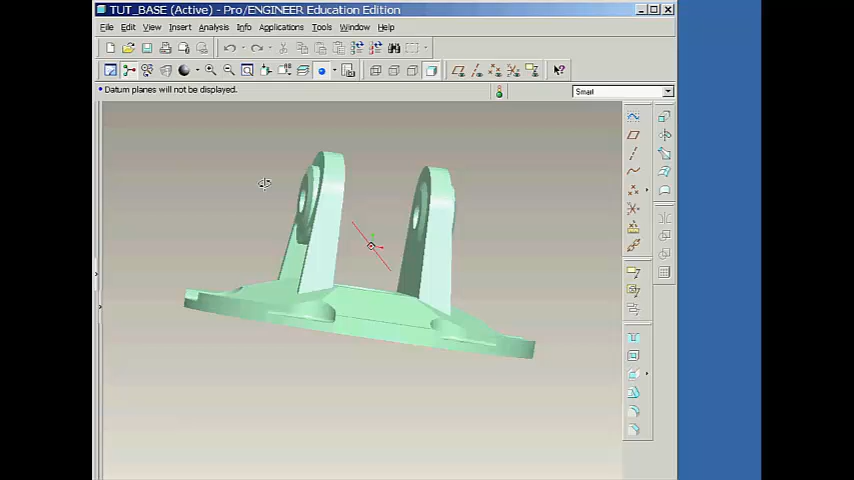 TUT_BASE (Active) - Pro/ENGINEER Education Edition
File Edit View Insert Analysis Info Applications Tools Window Help
• Datum planes will not be displayed.
Smart